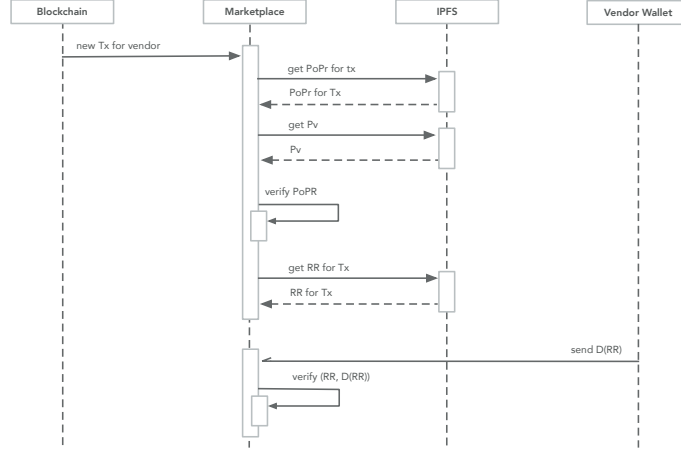 Blockchain
Marketplace
IPFS
Vendor Wallet
new Tx for vendor
get PoPr for tx
PoPr for Tx
get Pv
Pv
verify PoPR
get RR for Tx
RR for Tx
send D(RR)
verify (RR, D(RR))